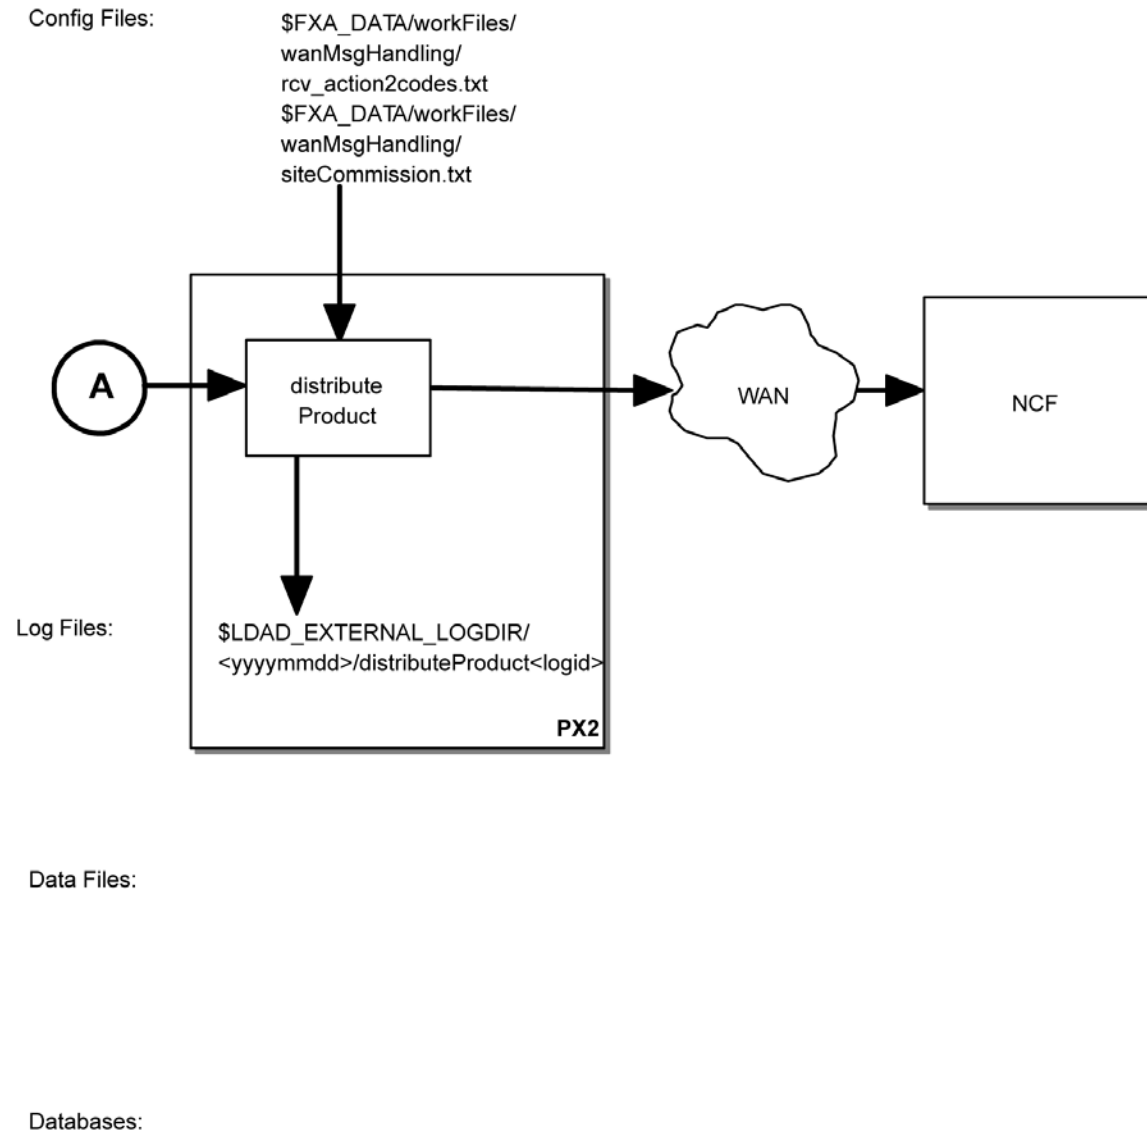 Config Files:
$FXA_DATA/workFiles/
wanMsgHandling/
rcv_action2codes.txt
$FXA_DATA/workFiles/
wanMsgHandling/
siteCommission.txt
A
distribute
Product
WAN
NCF
Log Files:
$LDAD_EXTERNAL_LOGDIR/
<yyyymmdd>/distributeProduct<logid>
PX2
Data Files:
Databases: